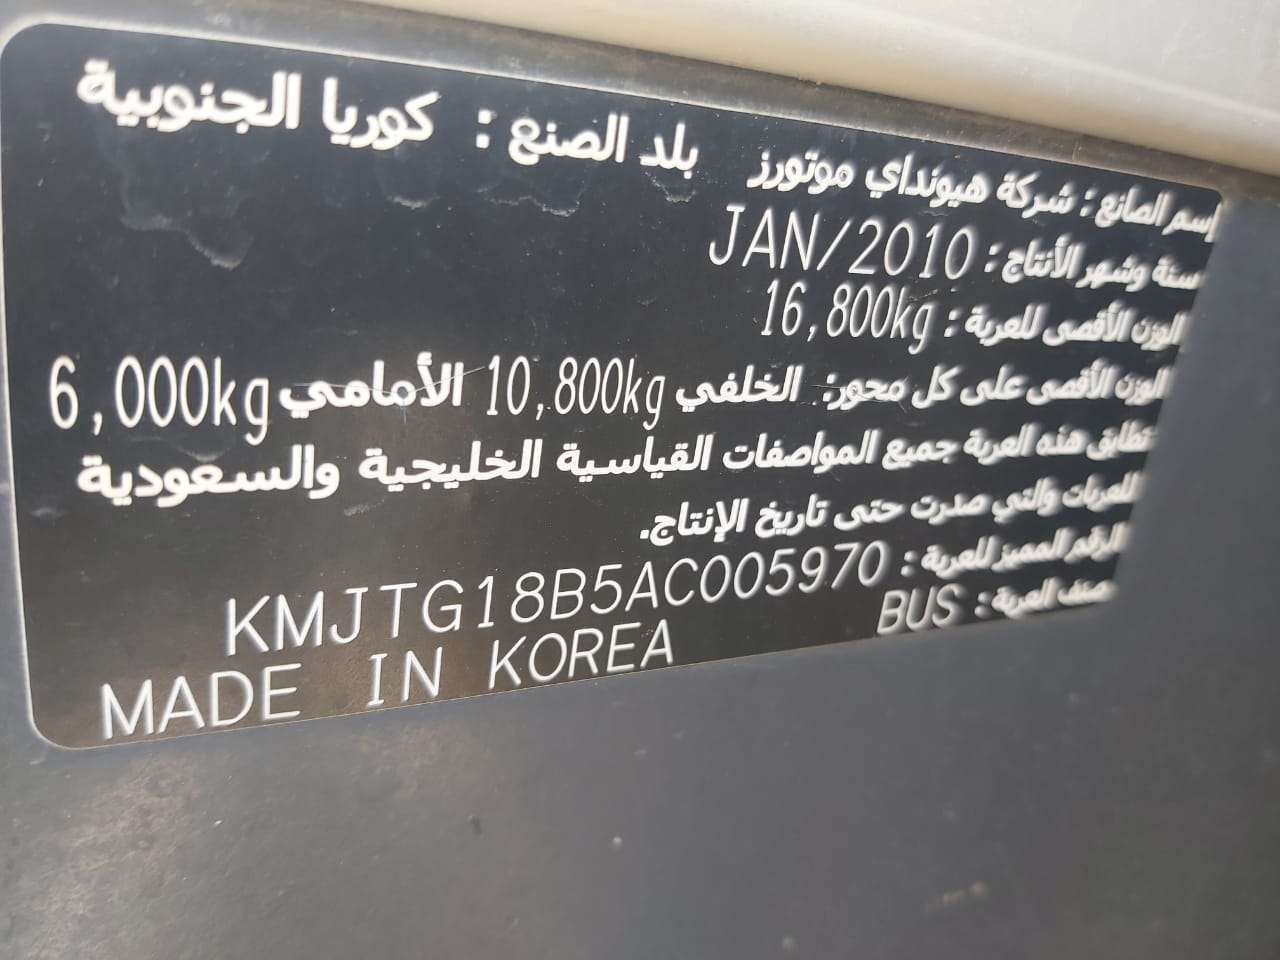 إسم الصانع : شركة هيونداي موتورز بلد الصنع : كوريا الجنوبية
سنة وشهر الأنتاج : JAN/2010
الوزن الأقصى للعربة : 16,800kg
الوزن الأقصى على كل محور: الخلفي 10,800kg الأمامي 6,000kg
تطابق هذه العربة جميع المواصفات القياسية الخليجية والسعودية
للعربات والتي صدرت حتى تاريخ الإنتاج.
الرقم المميز للعربة : KMJTG18B5AC005970
صنف العربة : BUS
MADE IN KOREA